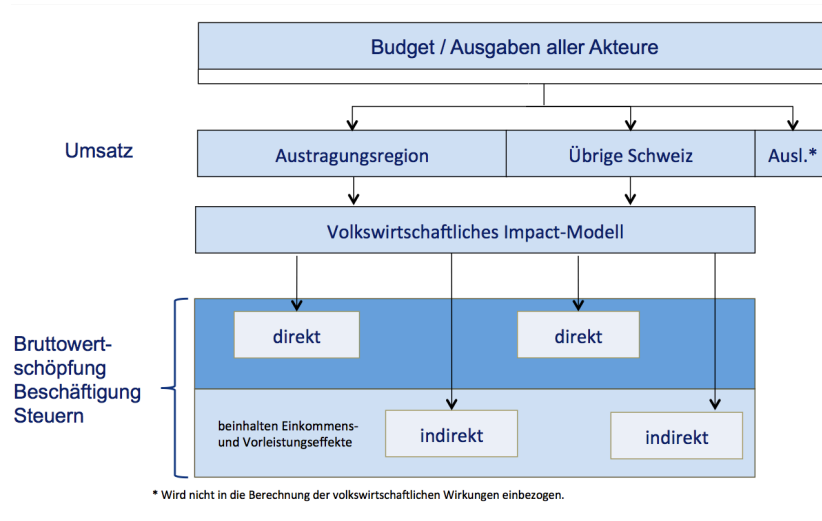 Budget / Ausgaben aller Akteure
Umsatz
Austragungsregion
Übrige Schweiz
Ausl.*
Volkswirtschaftliches Impact-Modell
direkt
direkt
Bruttowert-
schöpfung
Beschäftigung
Steuern
beinhalten Einkommens-
und Vorleistungseffekte
indirekt
indirekt
* Wird nicht in die Berechnung der volkswirtschaftlichen Wirkungen einbezogen.